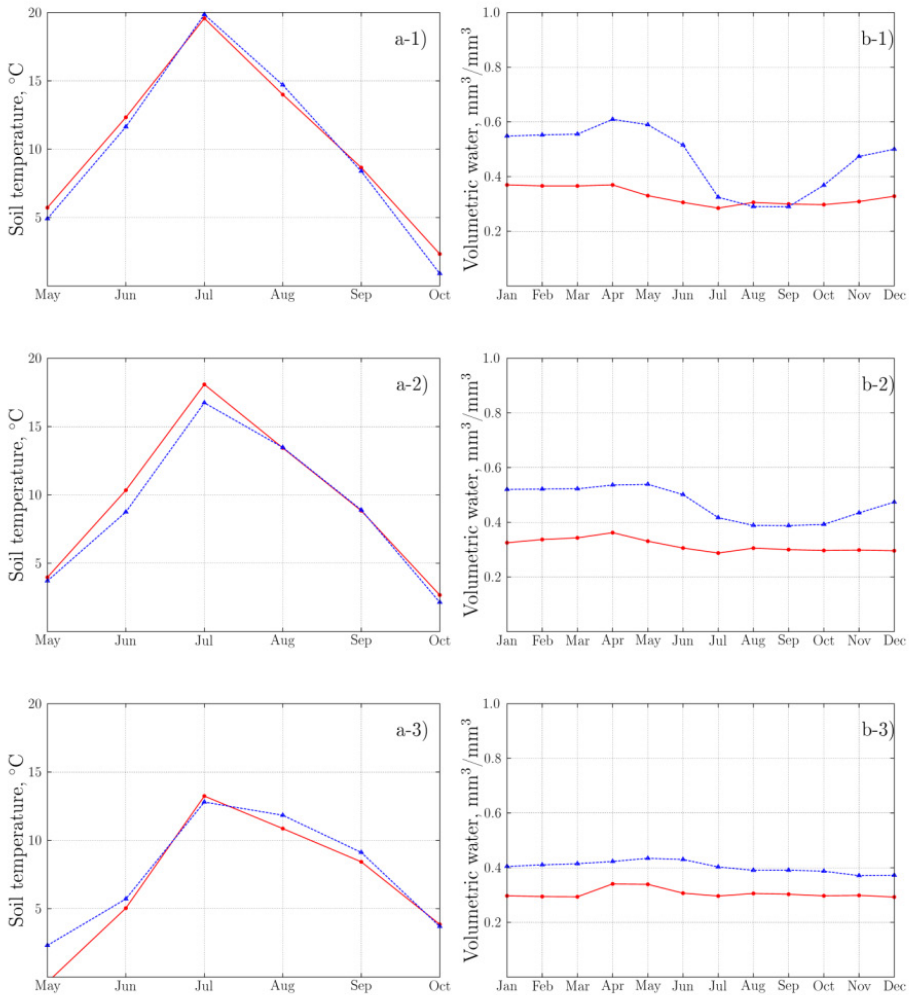 20
15
10
5
Soil temperature, °C
a-1)
May Jun Jul Aug Sep Oct
1.0
0.8
0.6
0.4
0.2
Volumetric water, mm³/mm³
b-1)
Jan Feb Mar Apr May Jun Jul Aug Sep Oct Nov Dec
20
15
10
5
Soil temperature, °C
a-2)
May Jun Jul Aug Sep Oct
1.0
0.8
0.6
0.4
0.2
Volumetric water, mm³/mm³
b-2)
Jan Feb Mar Apr May Jun Jul Aug Sep Oct Nov Dec
20
15
10
5
Soil temperature, °C
a-3)
May Jun Jul Aug Sep Oct
1.0
0.8
0.6
0.4
0.2
Volumetric water, mm³/mm³
b-3)
Jan Feb Mar Apr May Jun Jul Aug Sep Oct Nov Dec